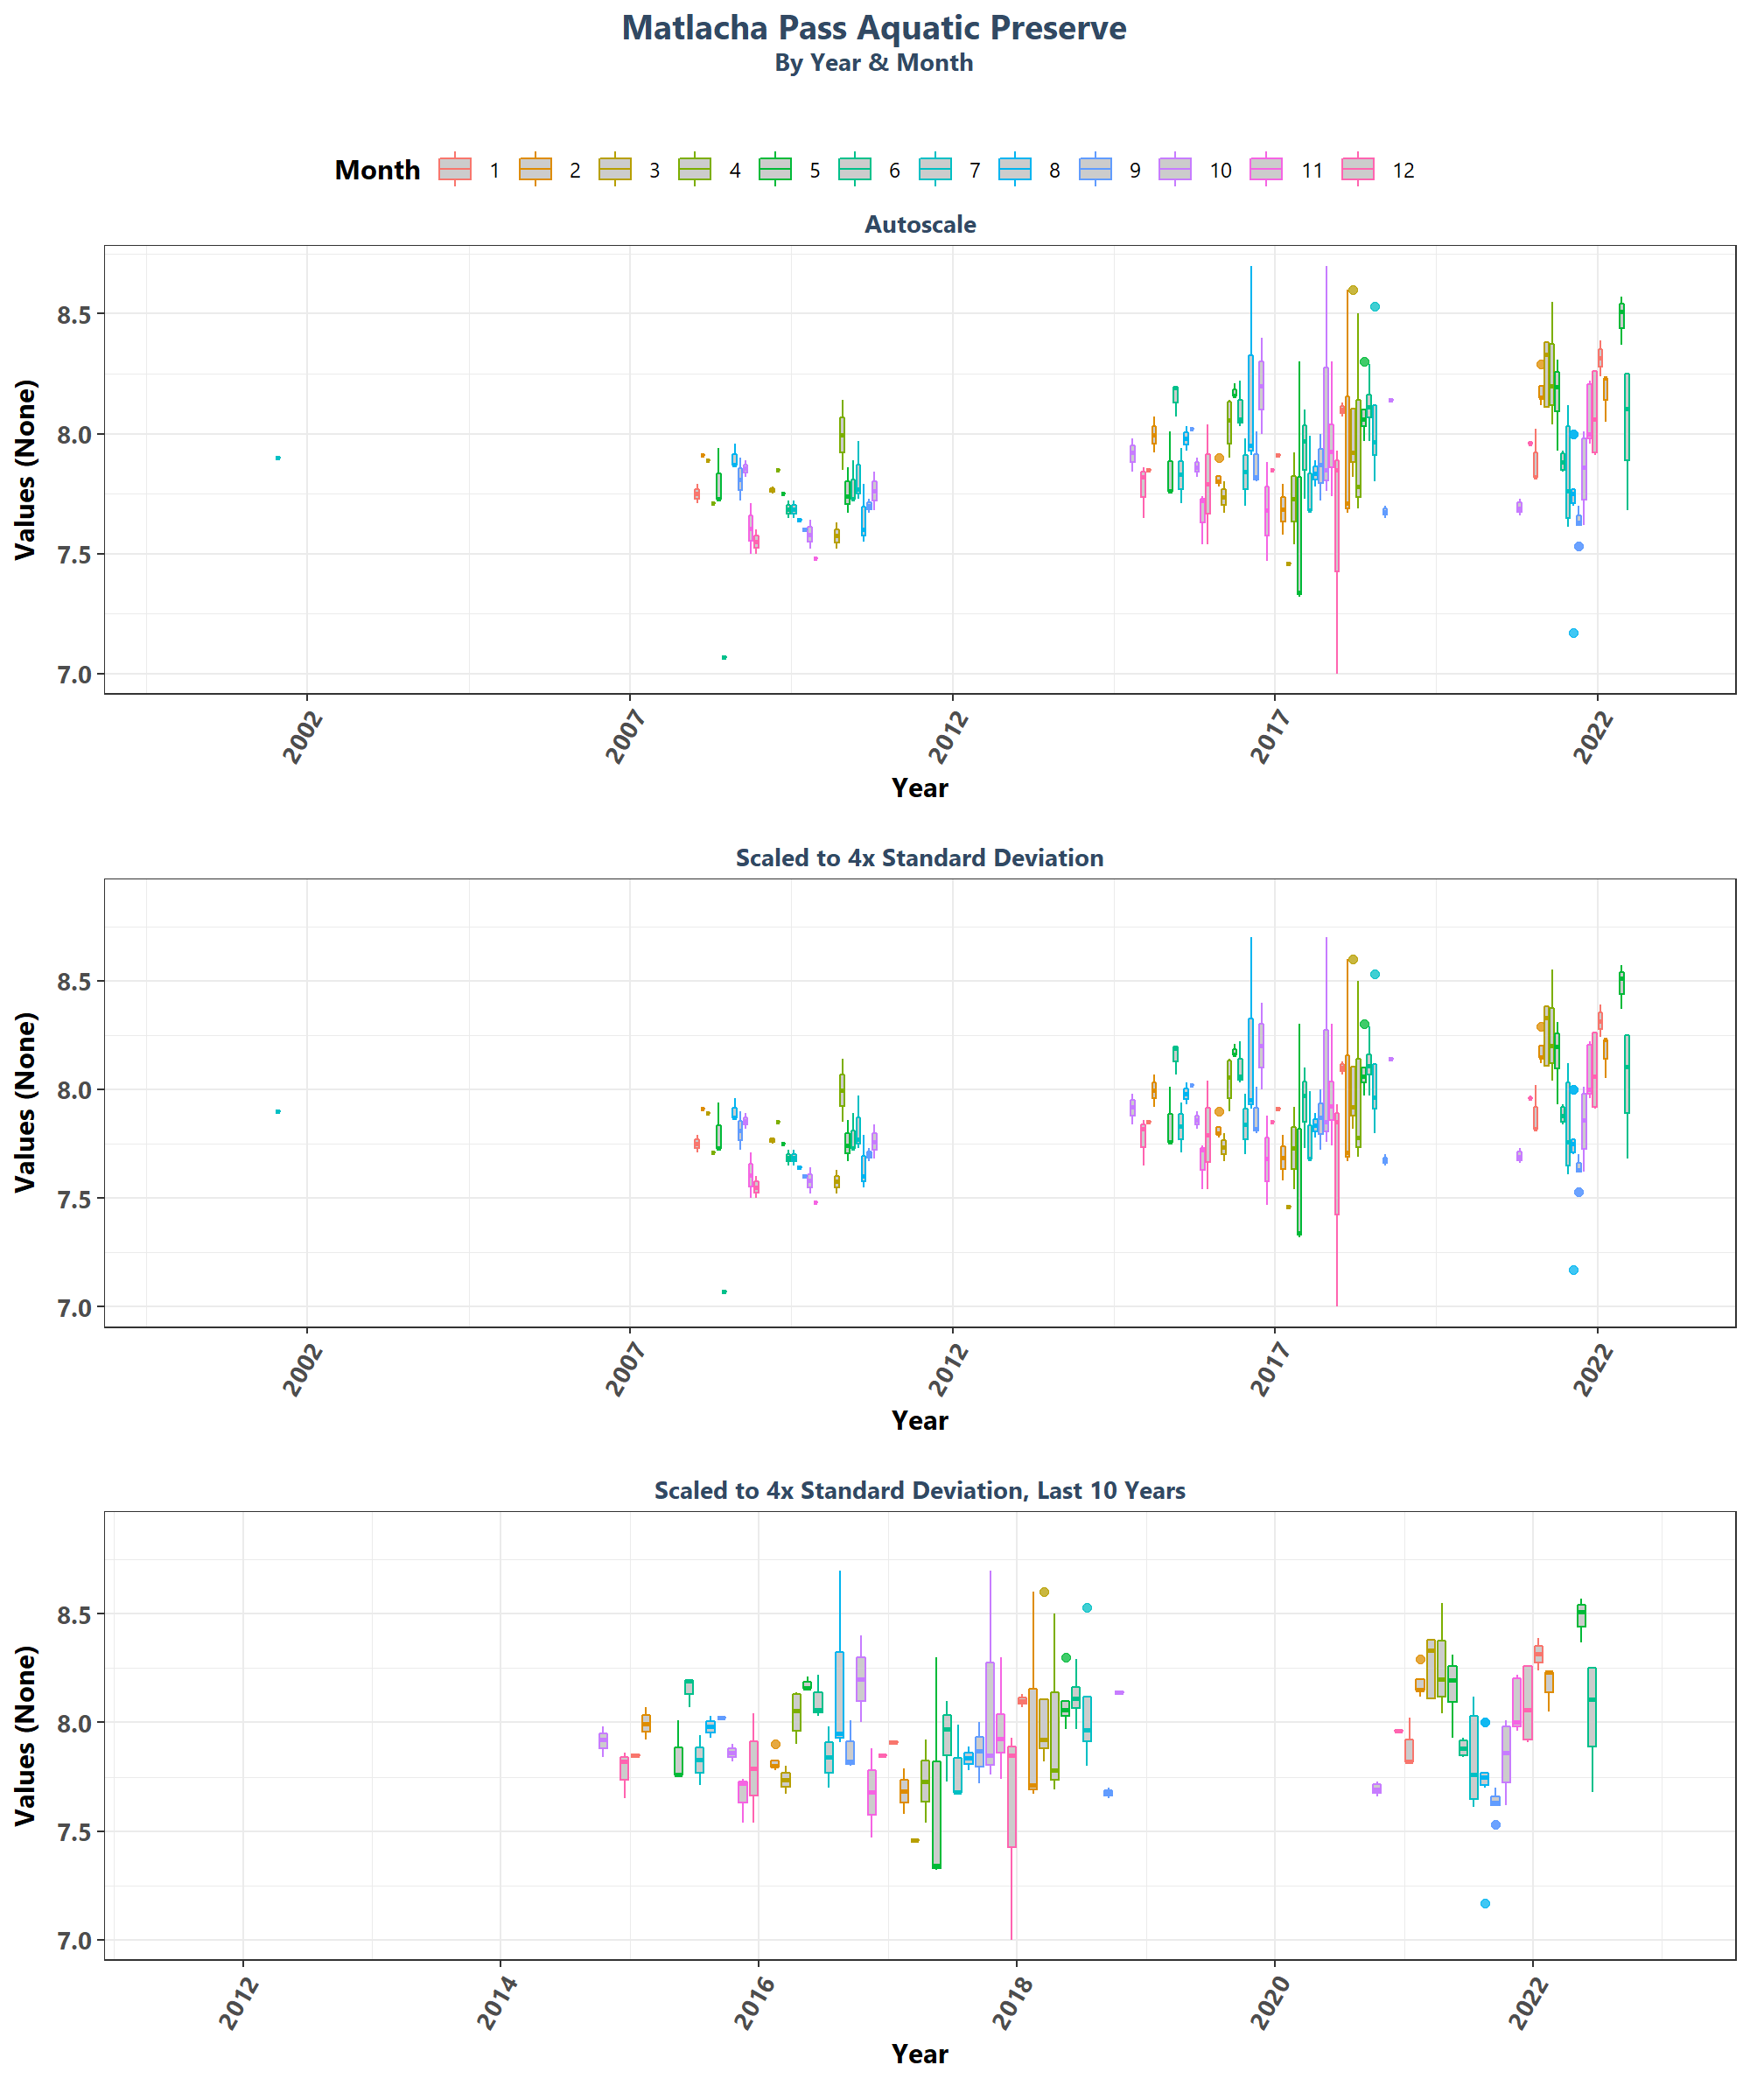 Matlacha Pass Aquatic Preserve
By Year & Month
Month 1 2 3 4 5 6 7 8 9 10 11 12
Autoscale
Values (None)
8.5
8.0
7.5
7.0
2002 2007 2012 2017 2022
Year
Scaled to 4x Standard Deviation
Values (None)
8.5
8.0
7.5
7.0
2002 2007 2012 2017 2022
Year
Scaled to 4x Standard Deviation, Last 10 Years
Values (None)
8.5
8.0
7.5
7.0
2012 2014 2016 2018 2020 2022
Year